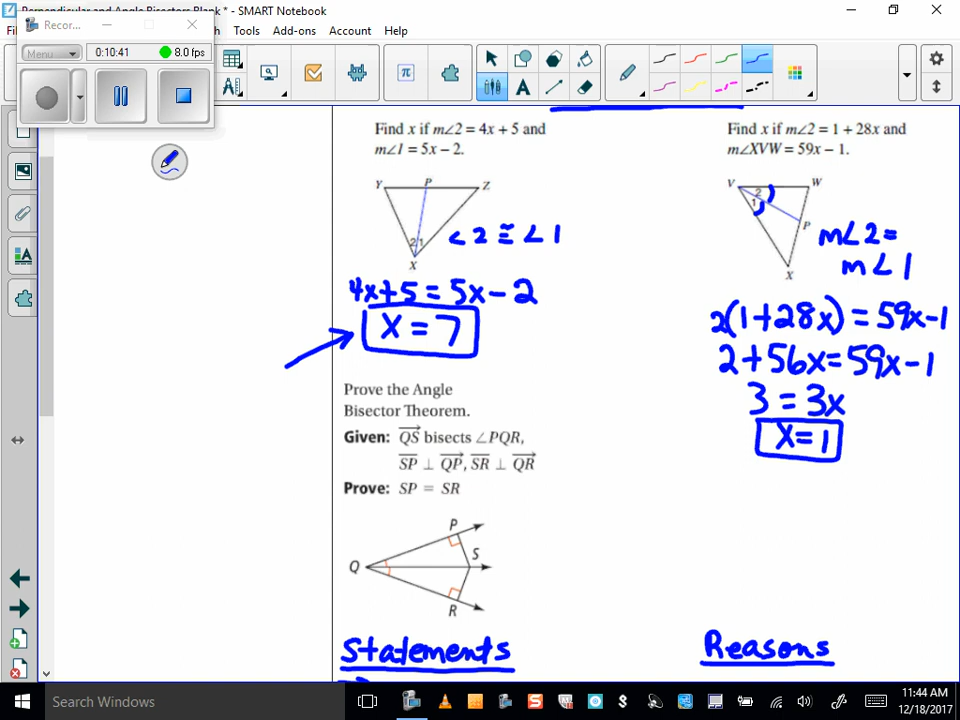 Perpendicular and Angle Bisectors Blank * - SMART Notebook
Recor...
Tools Add-ons Account Help
Menu
0:10:41
8.0 fps
Find x if m∠2 = 4x + 5 and
m∠1 = 5x − 2.
Y P Z
2 1
X
∠2 ≅ ∠1
4x+5 = 5x-2
x = 7
Find x if m∠2 = 1 + 28x and
m∠XVW = 59x − 1.
V W
2
1
P
X
m∠2 =
m∠1
2(1+28x) = 59x-1
2+56x = 59x-1
3 = 3x
x=1
Prove the Angle
Bisector Theorem.
Given: QS bisects ∠PQR,
SP ⊥ QP, SR ⊥ QR
Prove: SP = SR
P
S
Q
R
Statements
Reasons
Search Windows
11:44 AM
12/18/2017